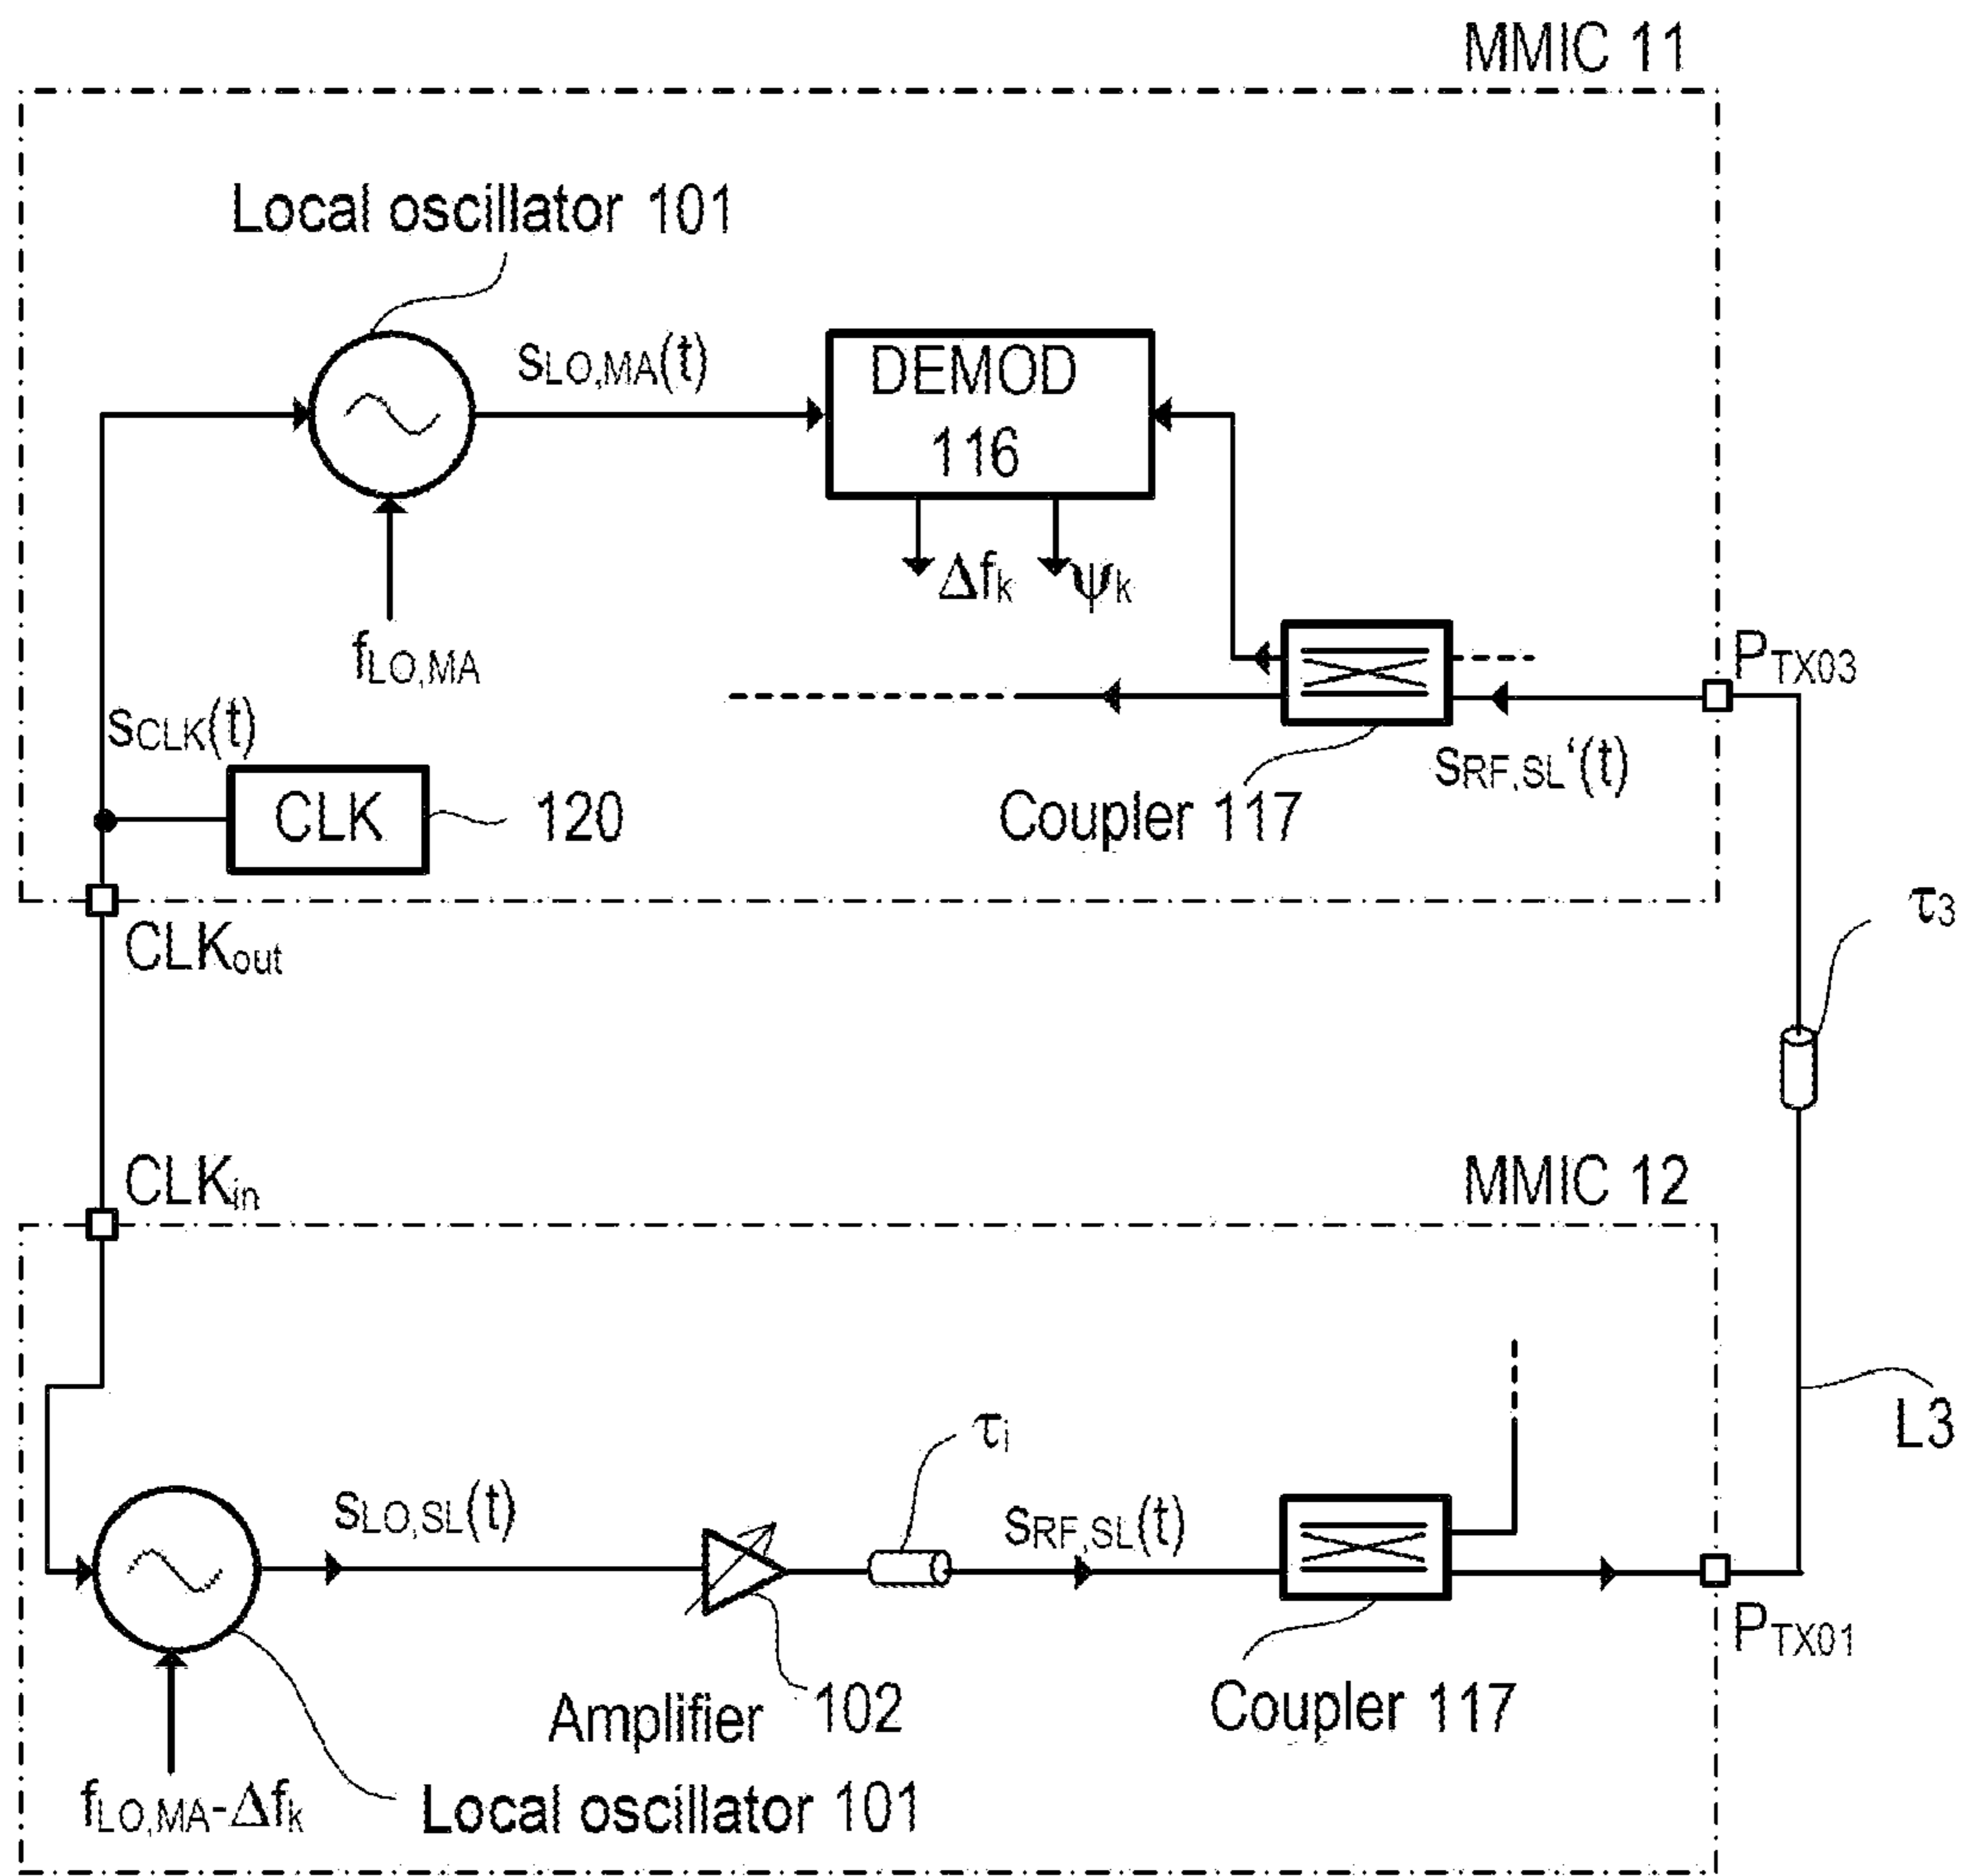 MMIC 11
Local oscillator 101
sLO,MA(t)
DEMOD
116
Δfk
ψk
fLO,MA
PTX03
sCLK(t)
sRF,SL‘(t)
CLK
120
Coupler 117
τ3
CLKout
CLKin
MMIC 12
L3
τi
sLO,SL(t)
sRF,SL(t)
PTX01
102
Amplifier
Coupler 117
fLO,MA-Δfk
Local oscillator 101